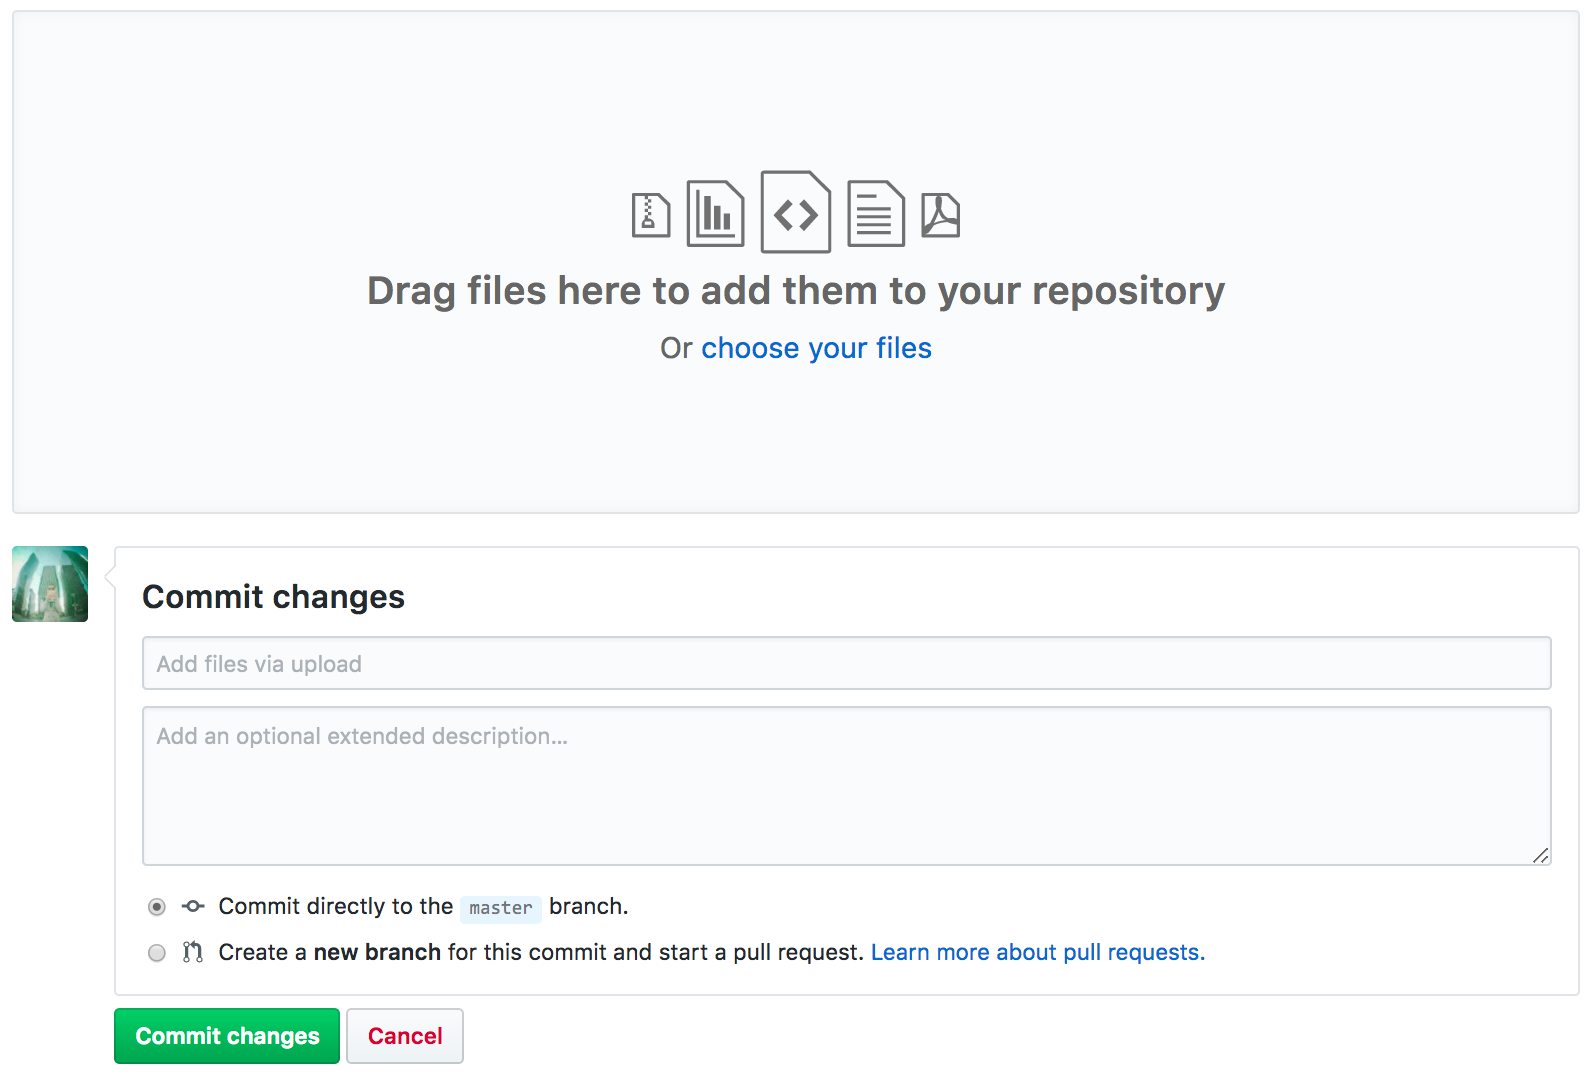 Drag files here to add them to your repository
Or choose your files
Commit changes
Add files via upload
Add an optional extended description...
Commit directly to the master branch.
Create a new branch for this commit and start a pull request. Learn more about pull requests.
Commit changes Cancel